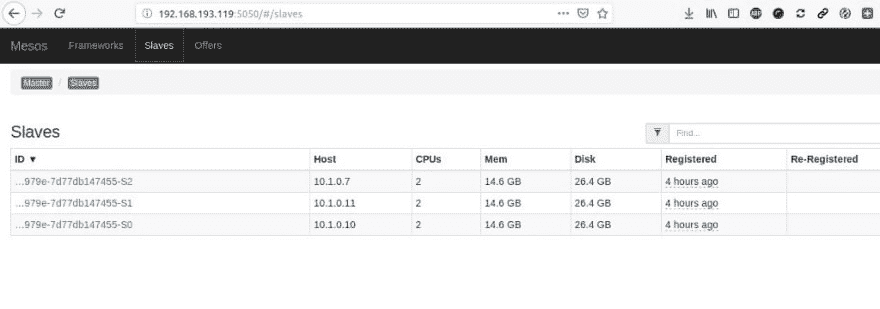 192.168.193.119:5050/#/slaves
Mesos Frameworks Slaves Offers
Master / Slaves
Slaves
Find...
ID ▼ Host CPUs Mem Disk Registered Re-Registered
...979e-7d77db147455-S2 10.1.0.7 2 14.6 GB 26.4 GB 4 hours ago
...979e-7d77db147455-S1 10.1.0.11 2 14.6 GB 26.4 GB 4 hours ago
...979e-7d77db147455-S0 10.1.0.10 2 14.6 GB 26.4 GB 4 hours ago